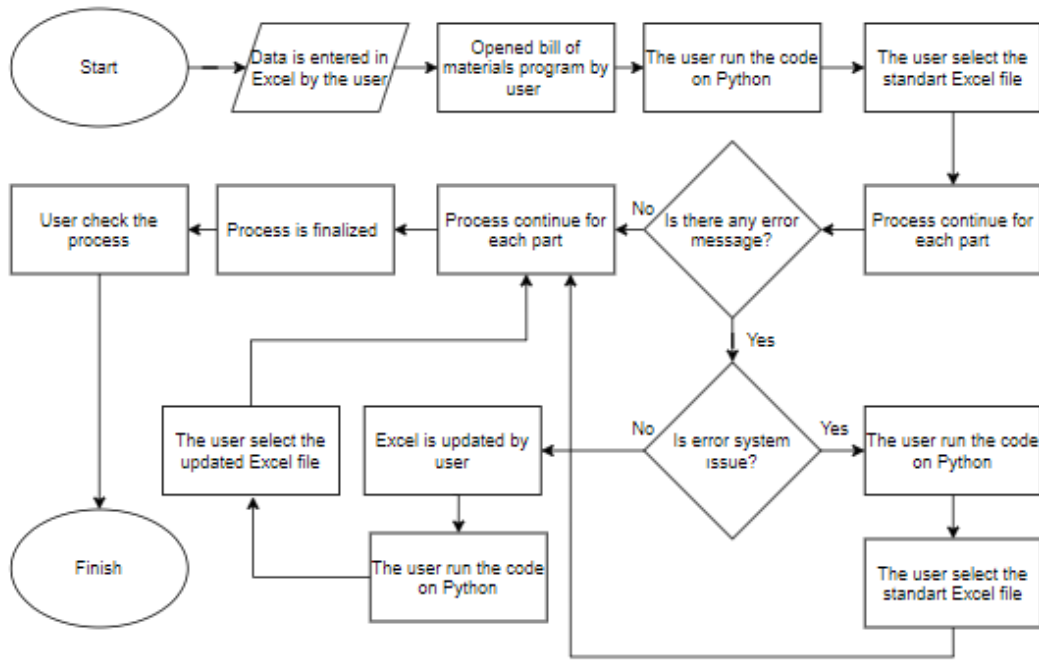 Start
Data is entered in
Excel by the user
Opened bill of
materials program by
user
The user run the code
on Python
The user select the
standart Excel file
User check the
process
Process is finalized
Process continue for
each part
No
Is there any error
message?
Process continue for
each part
Yes
The user select the
updated Excel file
Excel is updated by
user
No
Is error system
issue?
Yes
The user run the code
on Python
Finish
The user run the code
on Python
The user select the
standart Excel file